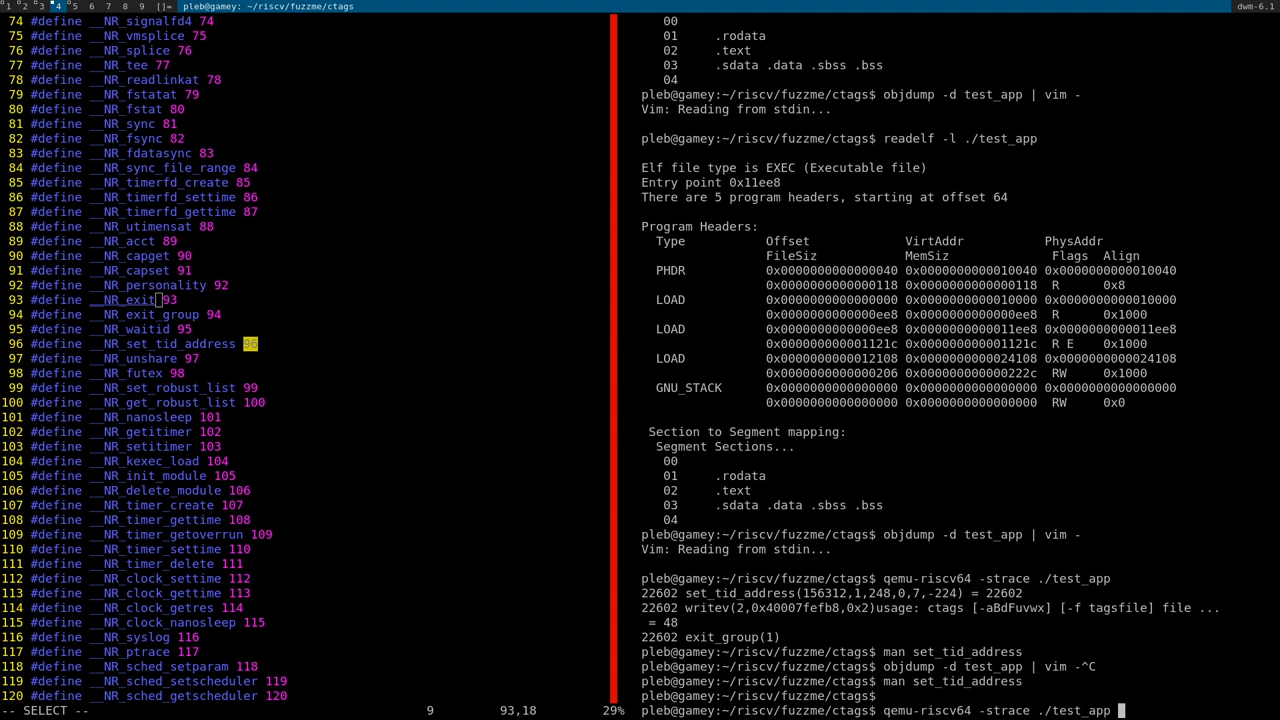 1 2 3 4 5 6 7 8 9 []= pleb@gamey: ~/riscv/fuzzme/ctags dwm-6.1
74 #define __NR_signalfd4 74
75 #define __NR_vmsplice 75
76 #define __NR_splice 76
77 #define __NR_tee 77
78 #define __NR_readlinkat 78
79 #define __NR_fstatat 79
80 #define __NR_fstat 80
81 #define __NR_sync 81
82 #define __NR_fsync 82
83 #define __NR_fdatasync 83
84 #define __NR_sync_file_range 84
85 #define __NR_timerfd_create 85
86 #define __NR_timerfd_settime 86
87 #define __NR_timerfd_gettime 87
88 #define __NR_utimensat 88
89 #define __NR_acct 89
90 #define __NR_capget 90
91 #define __NR_capset 91
92 #define __NR_personality 92
93 #define __NR_exit 93
94 #define __NR_exit_group 94
95 #define __NR_waitid 95
96 #define __NR_set_tid_address 96
97 #define __NR_unshare 97
98 #define __NR_futex 98
99 #define __NR_set_robust_list 99
100 #define __NR_get_robust_list 100
101 #define __NR_nanosleep 101
102 #define __NR_getitimer 102
103 #define __NR_setitimer 103
104 #define __NR_kexec_load 104
105 #define __NR_init_module 105
106 #define __NR_delete_module 106
107 #define __NR_timer_create 107
108 #define __NR_timer_gettime 108
109 #define __NR_timer_getoverrun 109
110 #define __NR_timer_settime 110
111 #define __NR_timer_delete 111
112 #define __NR_clock_settime 112
113 #define __NR_clock_gettime 113
114 #define __NR_clock_getres 114
115 #define __NR_clock_nanosleep 115
116 #define __NR_syslog 116
117 #define __NR_ptrace 117
118 #define __NR_sched_setparam 118
119 #define __NR_sched_setscheduler 119
120 #define __NR_sched_getscheduler 120
-- SELECT -- 9 93,18 29%
00
01 .rodata
02 .text
03 .sdata .data .sbss .bss
04
pleb@gamey:~/riscv/fuzzme/ctags$ objdump -d test_app | vim -
Vim: Reading from stdin...
pleb@gamey:~/riscv/fuzzme/ctags$ readelf -l ./test_app
Elf file type is EXEC (Executable file)
Entry point 0x11ee8
There are 5 program headers, starting at offset 64
Program Headers:
Type Offset VirtAddr PhysAddr
FileSiz MemSiz Flags Align
PHDR 0x0000000000000040 0x0000000000010040 0x0000000000010040
0x0000000000000118 0x0000000000000118 R 0x8
LOAD 0x0000000000000000 0x0000000000010000 0x0000000000010000
0x0000000000000ee8 0x0000000000000ee8 R 0x1000
LOAD 0x0000000000000ee8 0x0000000000011ee8 0x0000000000011ee8
0x000000000001121c 0x000000000001121c R E 0x1000
LOAD 0x0000000000012108 0x0000000000024108 0x0000000000024108
0x0000000000000206 0x000000000000222c RW 0x1000
GNU_STACK 0x0000000000000000 0x0000000000000000 0x0000000000000000
0x0000000000000000 0x0000000000000000 RW 0x0
Section to Segment mapping:
Segment Sections...
00
01 .rodata
02 .text
03 .sdata .data .sbss .bss
04
pleb@gamey:~/riscv/fuzzme/ctags$ objdump -d test_app | vim -
Vim: Reading from stdin...
pleb@gamey:~/riscv/fuzzme/ctags$ qemu-riscv64 -strace ./test_app
22602 set_tid_address(156312,1,248,0,7,-224) = 22602
22602 writev(2,0x40007fefb8,0x2)usage: ctags [-aBdFuvwx] [-f tagsfile] file ...
= 48
22602 exit_group(1)
pleb@gamey:~/riscv/fuzzme/ctags$ man set_tid_address
pleb@gamey:~/riscv/fuzzme/ctags$ objdump -d test_app | vim -^C
pleb@gamey:~/riscv/fuzzme/ctags$ man set_tid_address
pleb@gamey:~/riscv/fuzzme/ctags$
pleb@gamey:~/riscv/fuzzme/ctags$ qemu-riscv64 -strace ./test_app